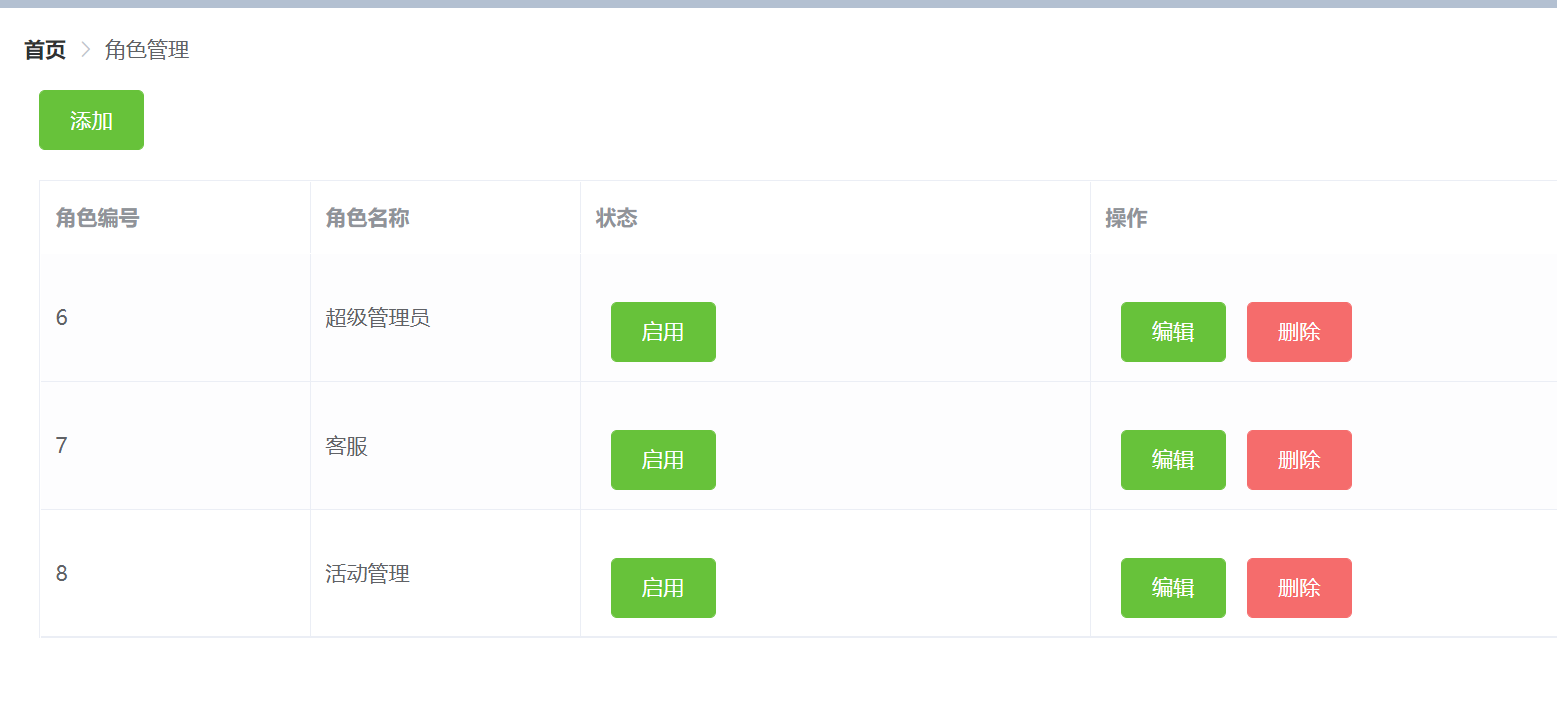 首页 > 角色管理
添加
角色编号 角色名称 状态 操作
6 超级管理员 启用 编辑 删除
7 客服 启用 编辑 删除
8 活动管理 启用 编辑 删除